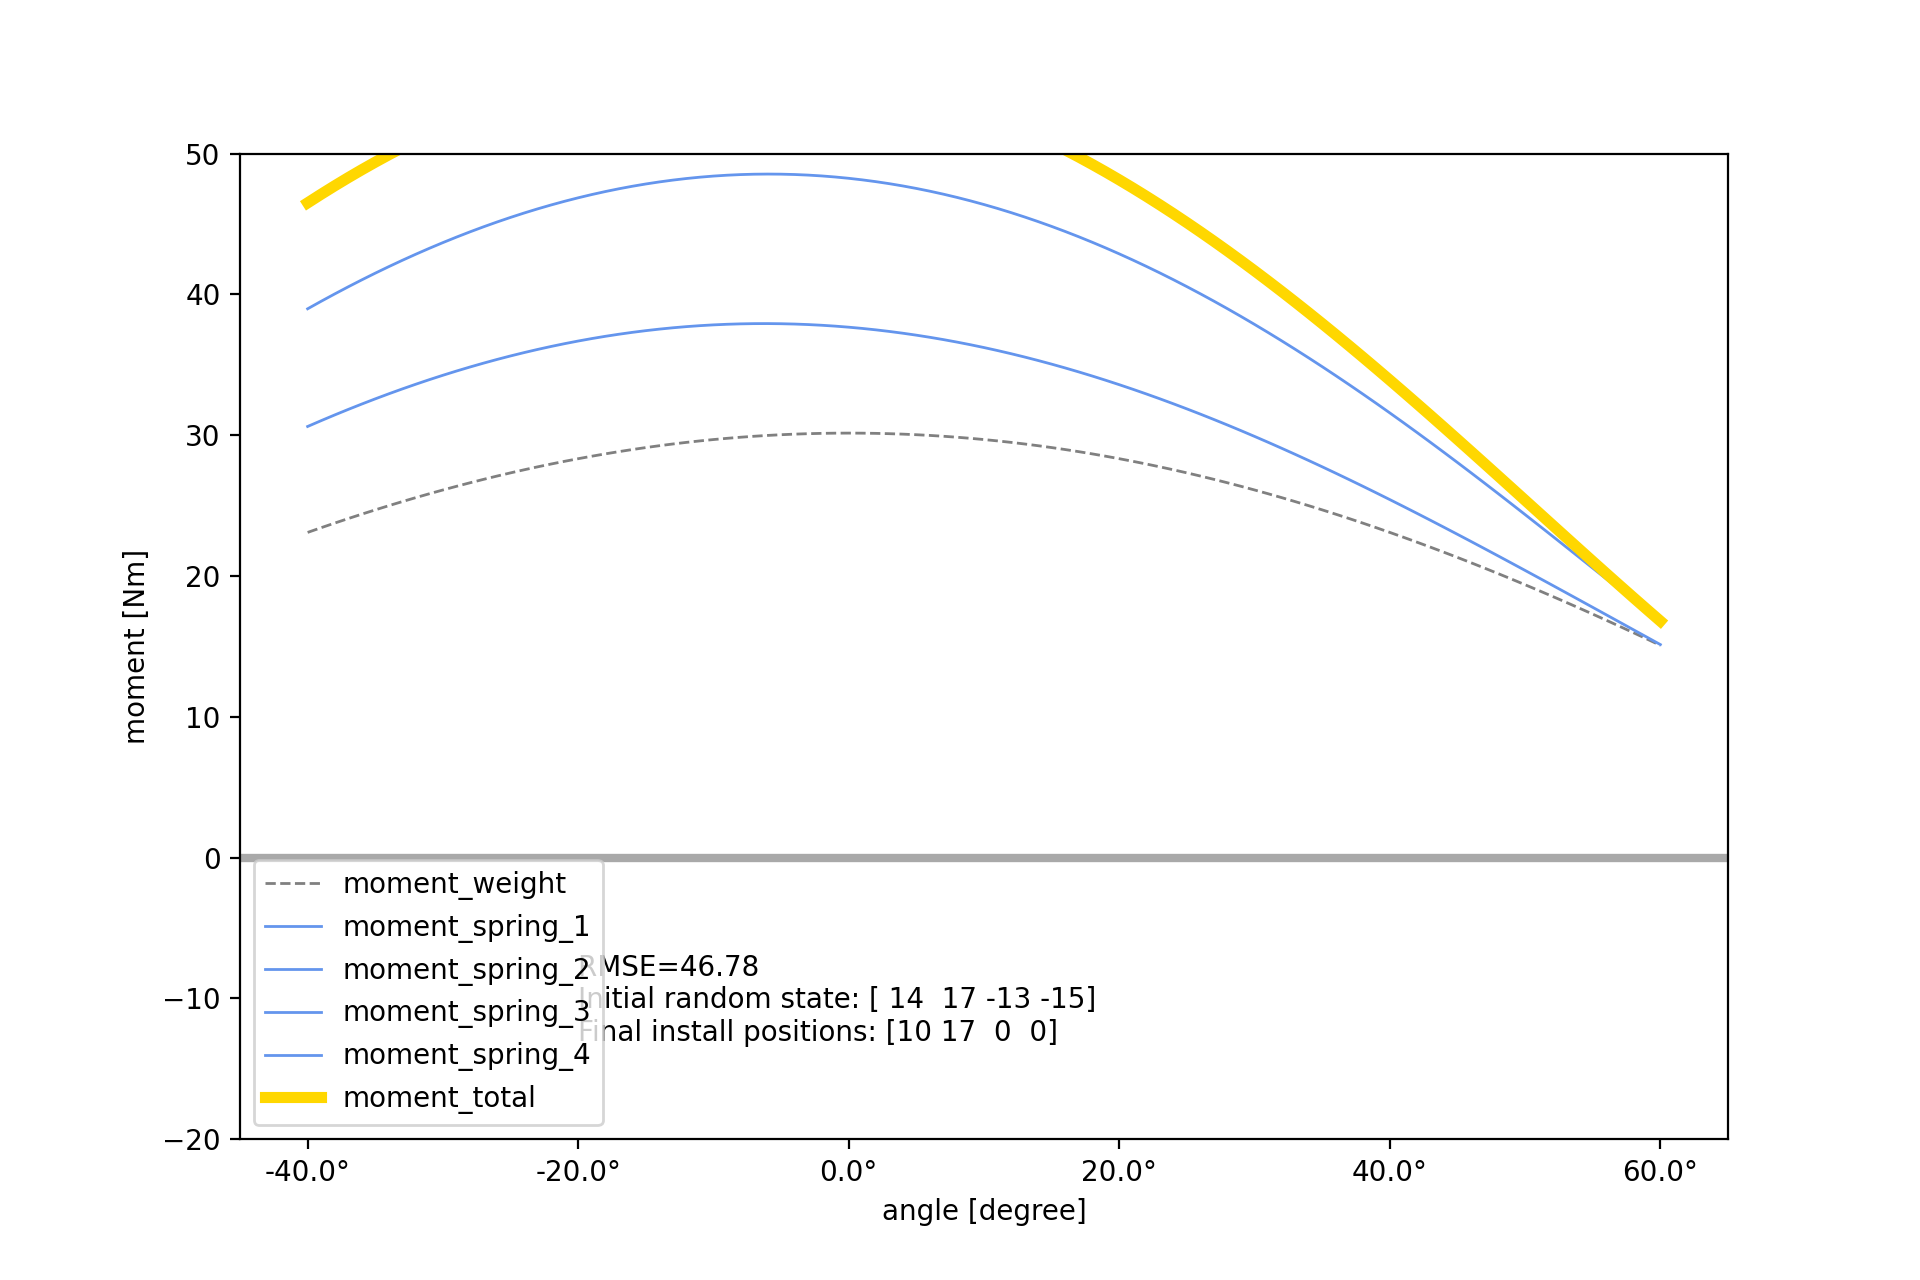 50
40
30
20
10
0
−10
−20
moment [Nm]
moment_weight
moment_spring_1
moment_spring_2
moment_spring_3
moment_spring_4
moment_total
RMSE=46.78
Initial random state: [ 14  17 -13 -15]
Final install positions: [10 17  0  0]
-40.0° -20.0° 0.0° 20.0° 40.0° 60.0°
angle [degree]